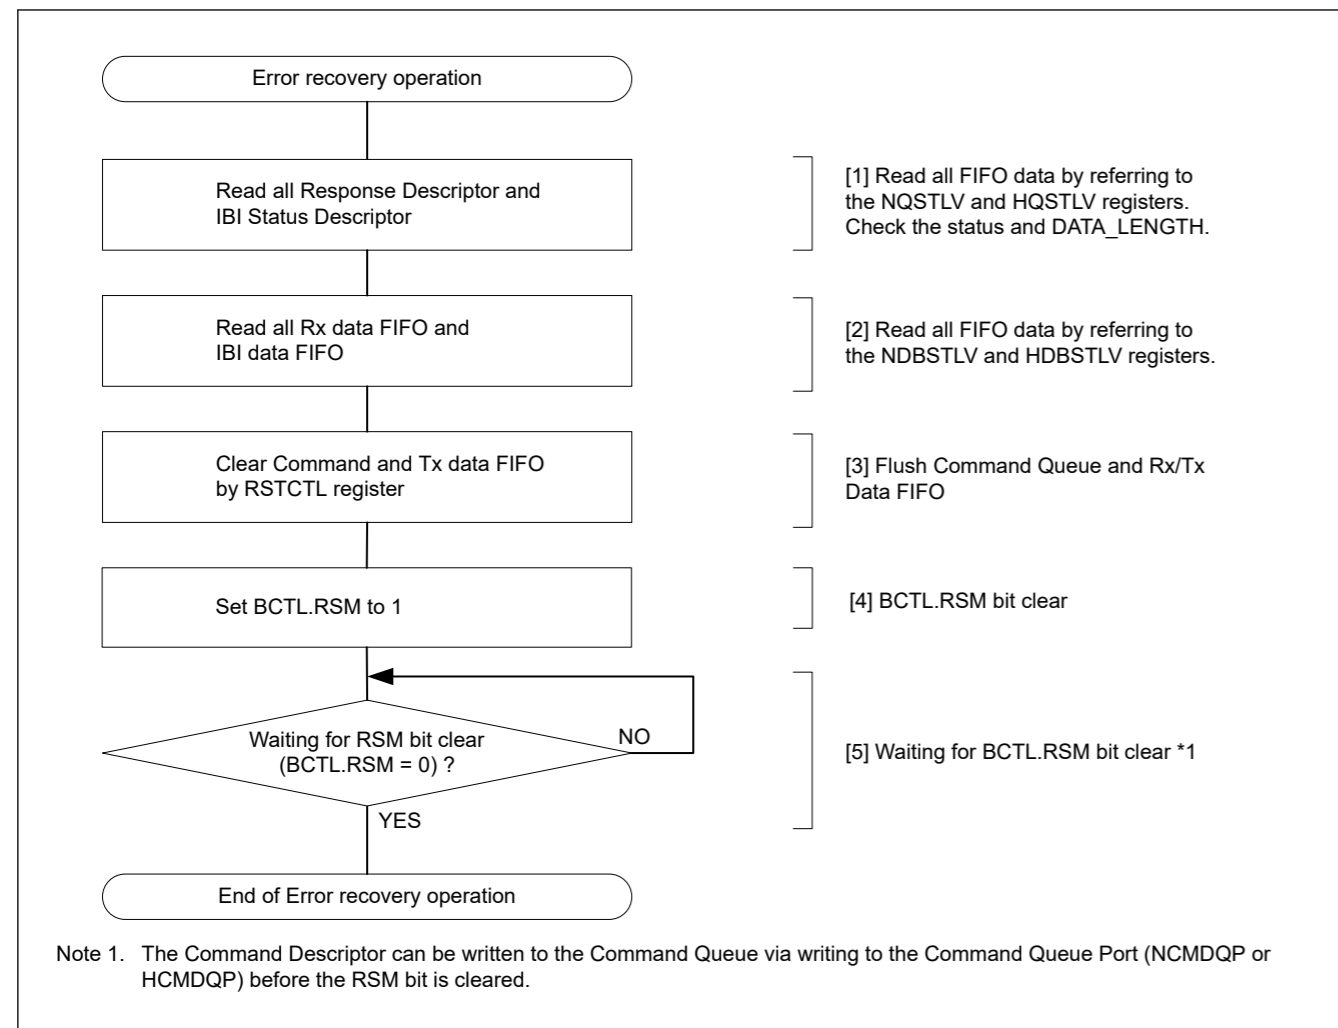 Error recovery operation
Read all Response Descriptor and
IBI Status Descriptor
[1] Read all FIFO data by referring to
the NQSTLV and HQSTLV registers.
Check the status and DATA_LENGTH.
Read all Rx data FIFO and
IBI data FIFO
[2] Read all FIFO data by referring to
the NDBSTLV and HDBSTLV registers.
Clear Command and Tx data FIFO
by RSTCTL register
[3] Flush Command Queue and Rx/Tx
Data FIFO
Set BCTL.RSM to 1
[4] BCTL.RSM bit clear
Waiting for RSM bit clear
(BCTL.RSM = 0) ?
NO
[5] Waiting for BCTL.RSM bit clear *1
YES
End of Error recovery operation
Note 1. The Command Descriptor can be written to the Command Queue via writing to the Command Queue Port (NCMDQP or
HCMDQP) before the RSM bit is cleared.